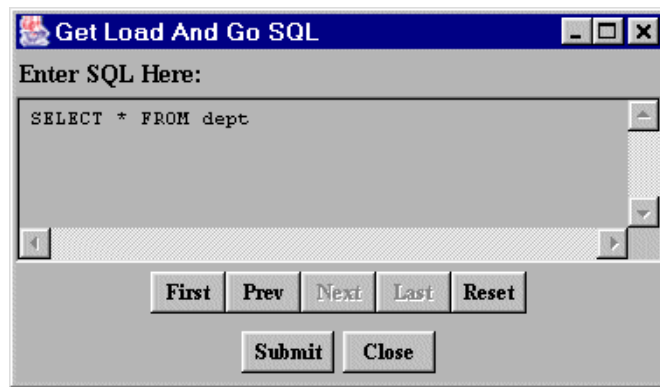 Get Load And Go SQL
Enter SQL Here:
SELECT * FROM dept
First Prev Next Last Reset
Submit Close